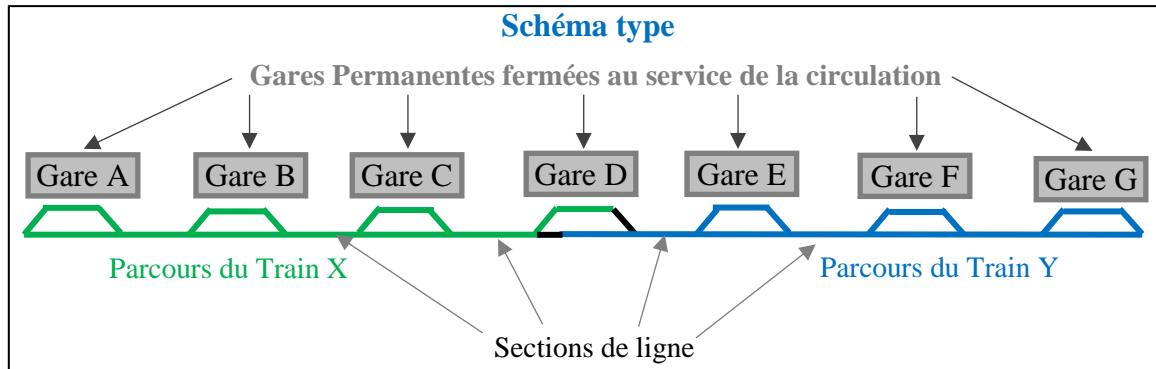 Schéma type
Gares Permanentes fermées au service de la circulation
Gare A Gare B Gare C Gare D Gare E Gare F Gare G
Parcours du Train X Parcours du Train Y
Sections de ligne